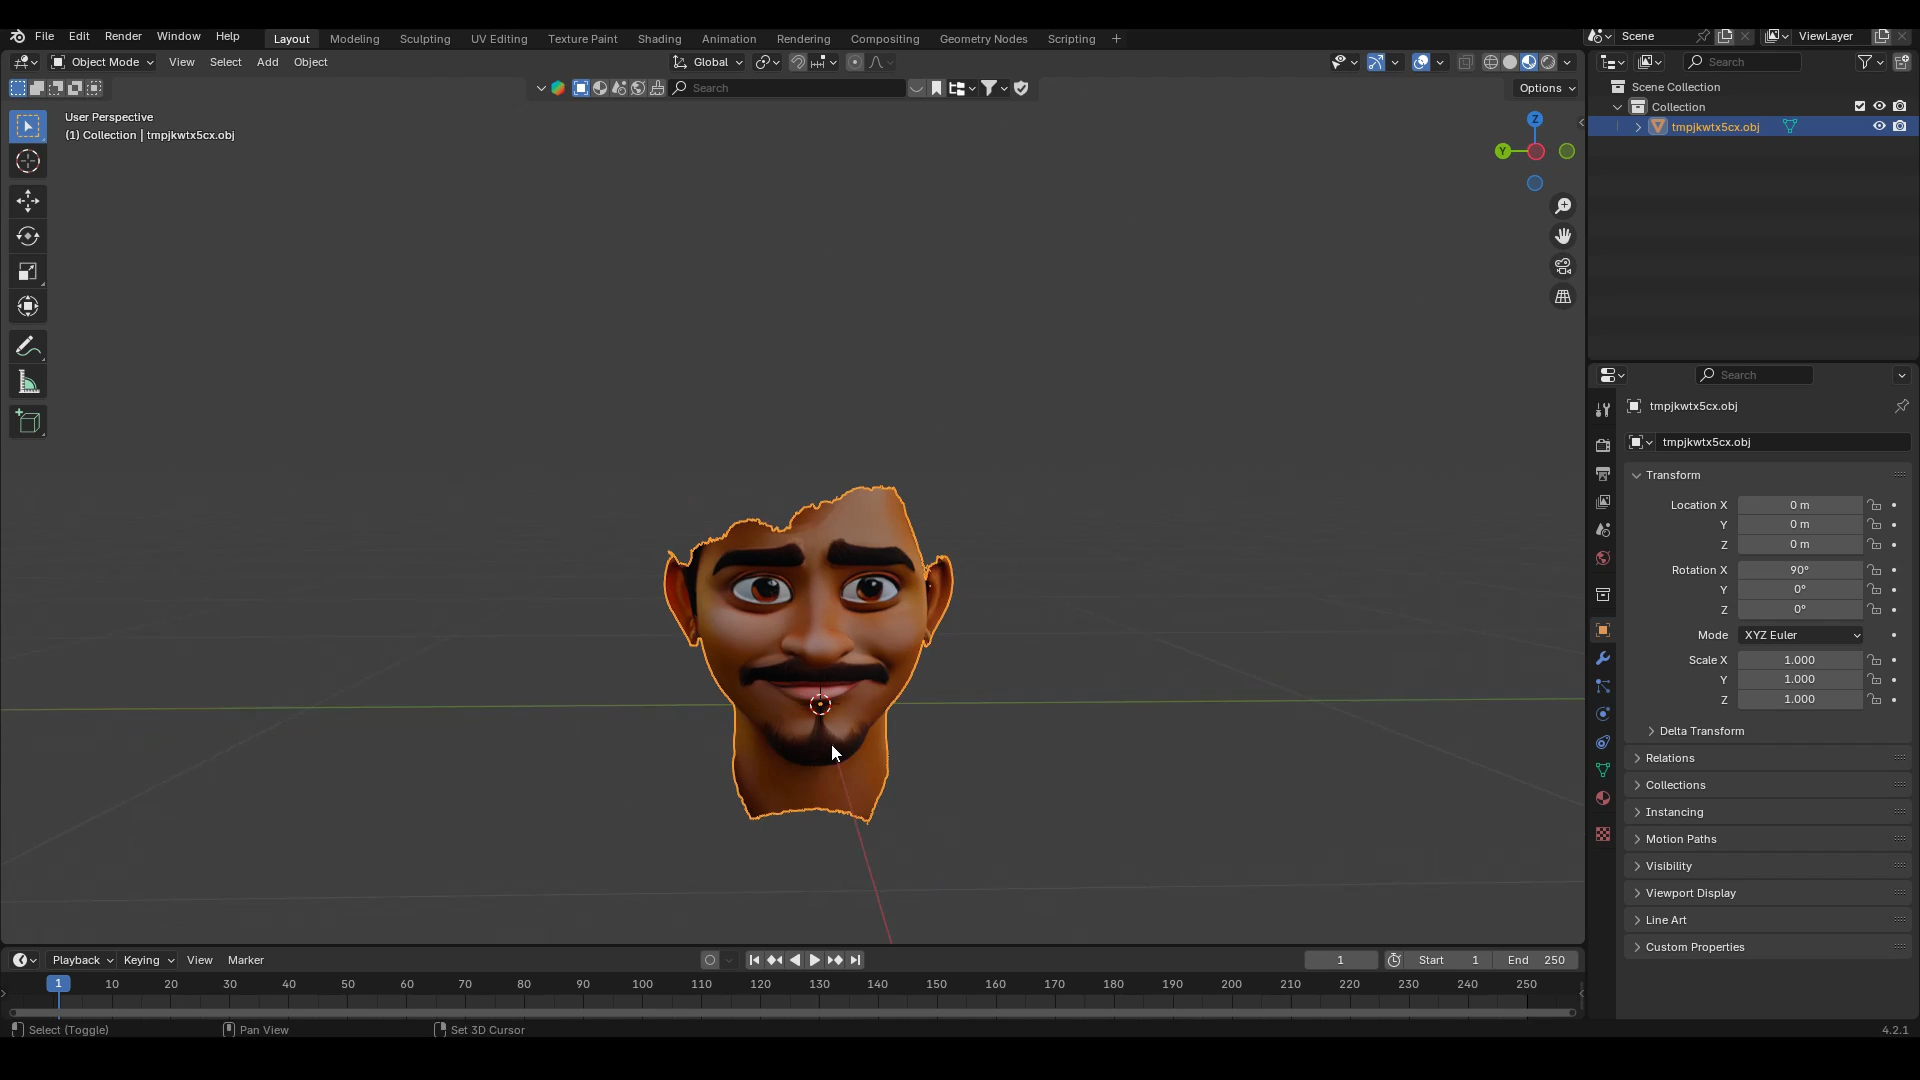 File Edit Render Window Help Layout Modeling Sculpting UV Editing Texture Paint Shading Animation Rendering Compositing Geometry Nodes Scripting + Scene ViewLayer
Object Mode View Select Add Object Global Search
Search Options
Scene Collection
Collection
tmpjkwtx5cx.obj
User Perspective
(1) Collection | tmpjkwtx5cx.obj
Z
Y
Search
tmpjkwtx5cx.obj
tmpjkwtx5cx.obj
Transform
Location X 0 m
Y 0 m
Z 0 m
Rotation X 90°
Y 0°
Z 0°
Mode XYZ Euler
Scale X 1.000
Y 1.000
Z 1.000
Delta Transform
Relations
Collections
Instancing
Motion Paths
Visibility
Viewport Display
Line Art
Custom Properties
Playback Keying View Marker 1 Start 1 End 250
1 10 20 30 40 50 60 70 80 90 100 110 120 130 140 150 160 170 180 190 200 210 220 230 240 250
Select (Toggle) Pan View Set 3D Cursor 4.2.1